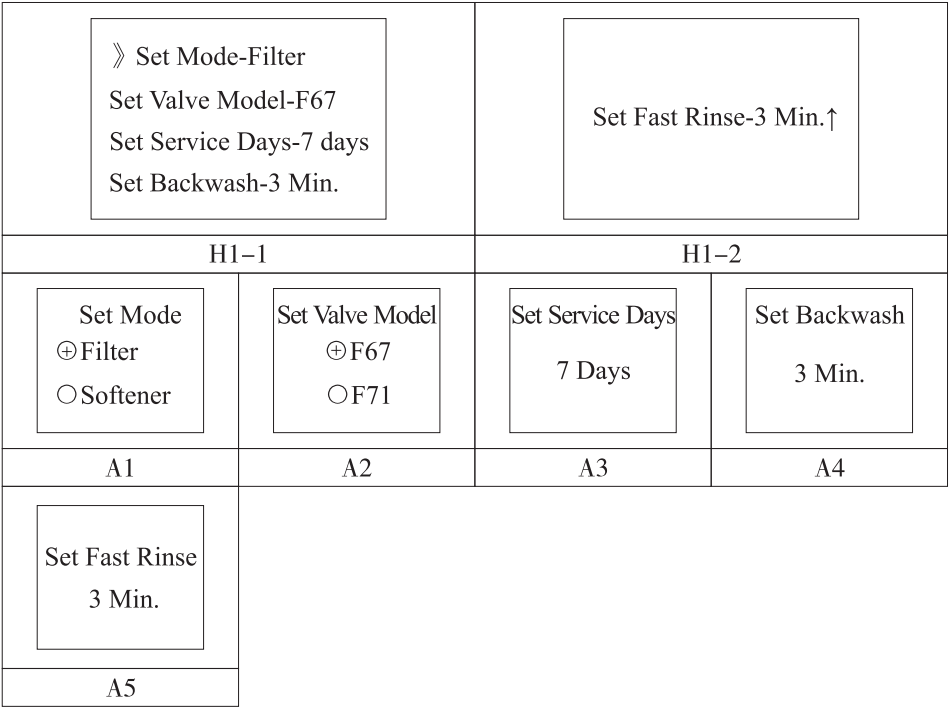 》Set Mode-Filter
Set Valve Model-F67
Set Service Days-7 days
Set Backwash-3 Min.
Set Fast Rinse-3 Min.↑
H1-1
H1-2
Set Mode
⊕Filter
○Softener
Set Valve Model
⊕F67
○F71
Set Service Days
7 Days
Set Backwash
3 Min.
A1
A2
A3
A4
Set Fast Rinse
3 Min.
A5